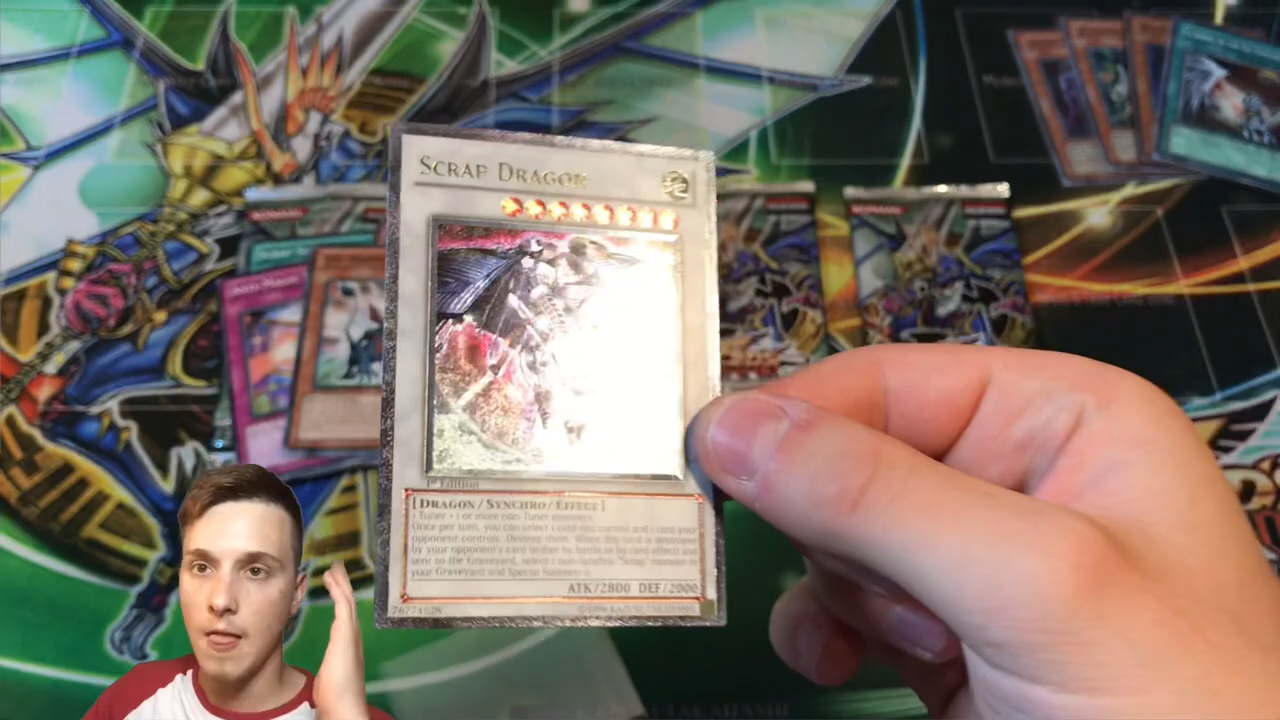 SCRAP DRAGON
KONAMI
KONAMI
1st Edition
[DRAGON/SYNCHRO/EFFECT]
1 Tuner + 1 or more non-Tuner monsters
Once per turn, you can select 1 card you control and 1 card your
opponent controls. Destroy them. When this card is destroyed
by your opponent's card (either by battle or by card effect) and
sent to the Graveyard, select 1 non-Synchro "Scrap" monster in
your Graveyard and Special Summon it.
ATK/2800 DEF/2000
76774528